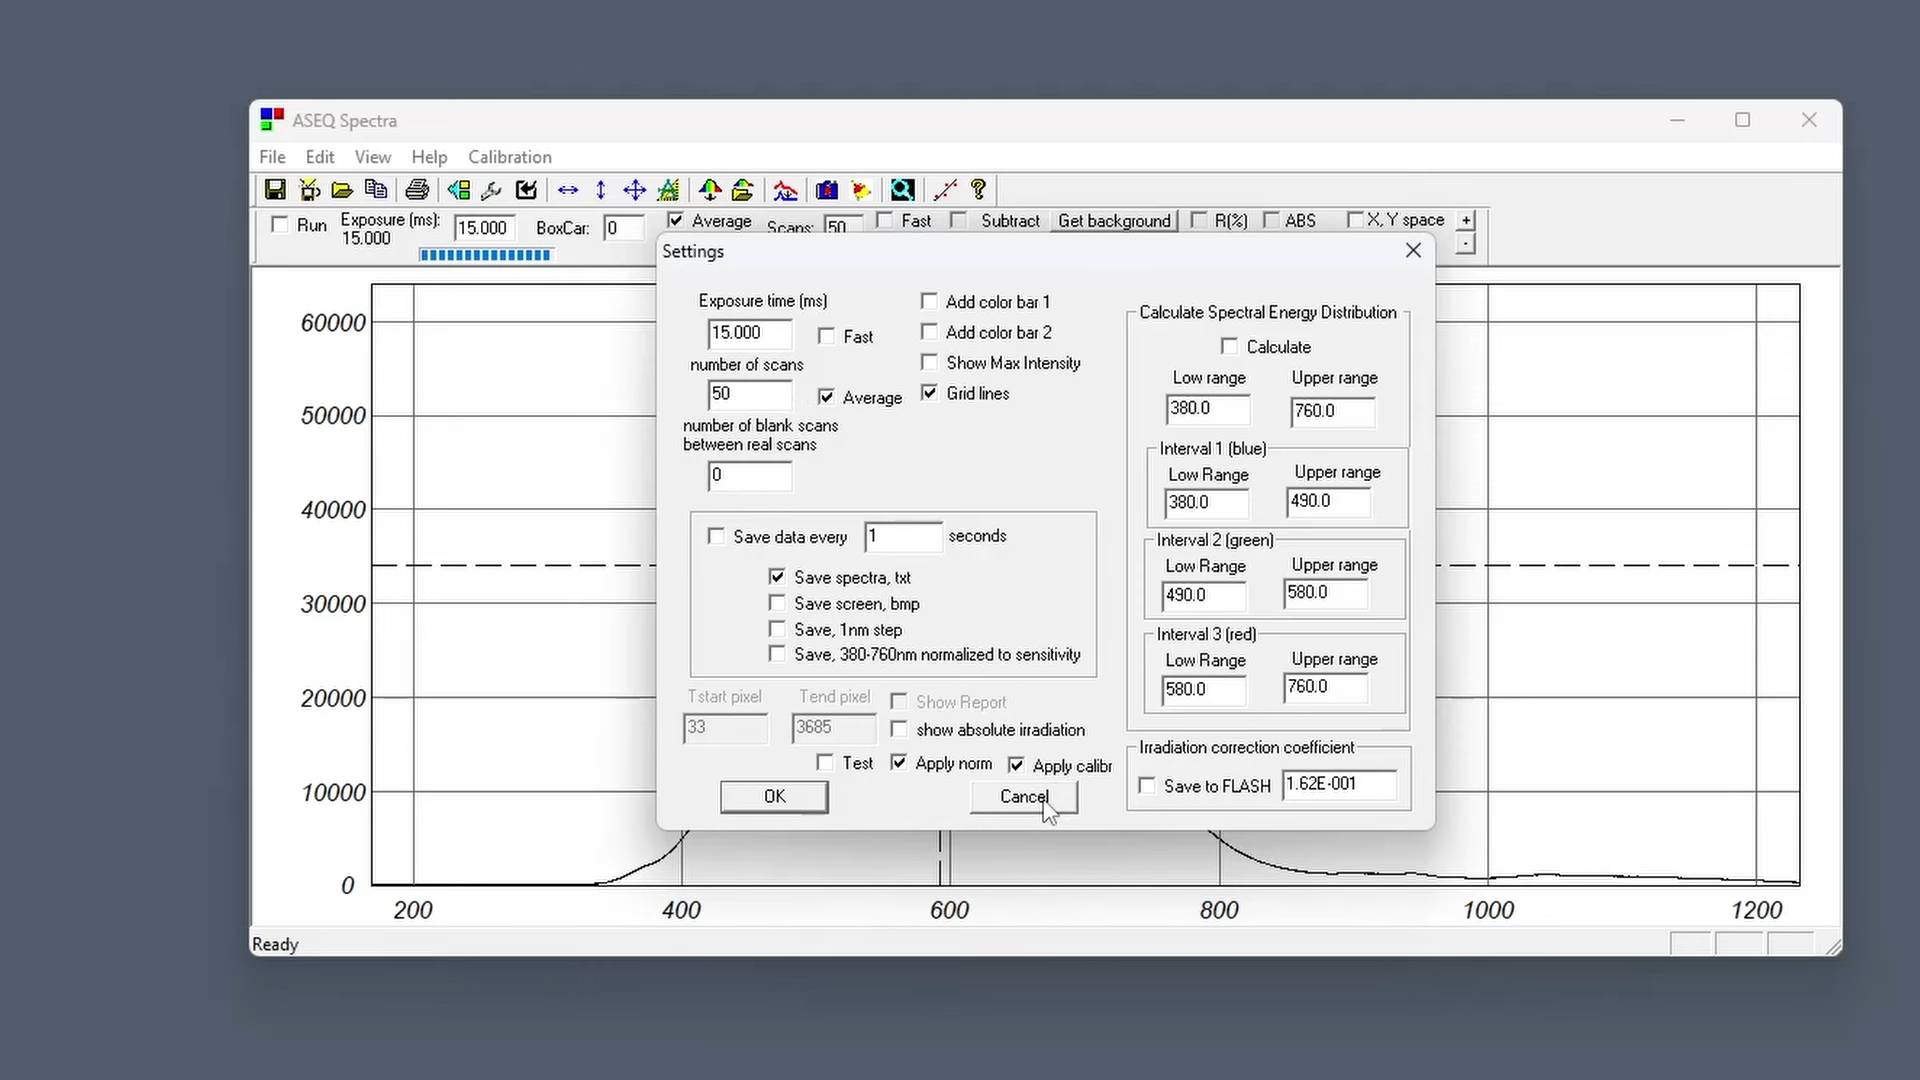 ASEQ Spectra
File Edit View Help Calibration
Run Exposure (ms): 15.000 BoxCar: 0 Average Scans: 50 Fast Subtract Get background R(%) ABS X, Y space +
15.000 -
Settings
Exposure time (ms)
15.000
Fast
number of scans
50
Average
number of blank scans
between real scans
0
Add color bar 1
Add color bar 2
Show Max Intensity
Grid lines
Save data every 1 seconds
Save spectra, txt
Save screen, bmp
Save, 1nm step
Save, 380-760nm normalized to sensitivity
Tstart pixel Tend pixel
33 3685
Show Report
show absolute irradiation
Test Apply norm Apply calibr
OK Cancel
Calculate Spectral Energy Distribution
Calculate
Low range Upper range
380.0 760.0
Interval 1 (blue)
Low Range Upper range
380.0 490.0
Interval 2 (green)
Low Range Upper range
490.0 580.0
Interval 3 (red)
Low Range Upper range
580.0 760.0
Irradiation correction coefficient
Save to FLASH 1.62E-001
60000
50000
40000
30000
20000
10000
0
200 400 600 800 1000 1200
Ready